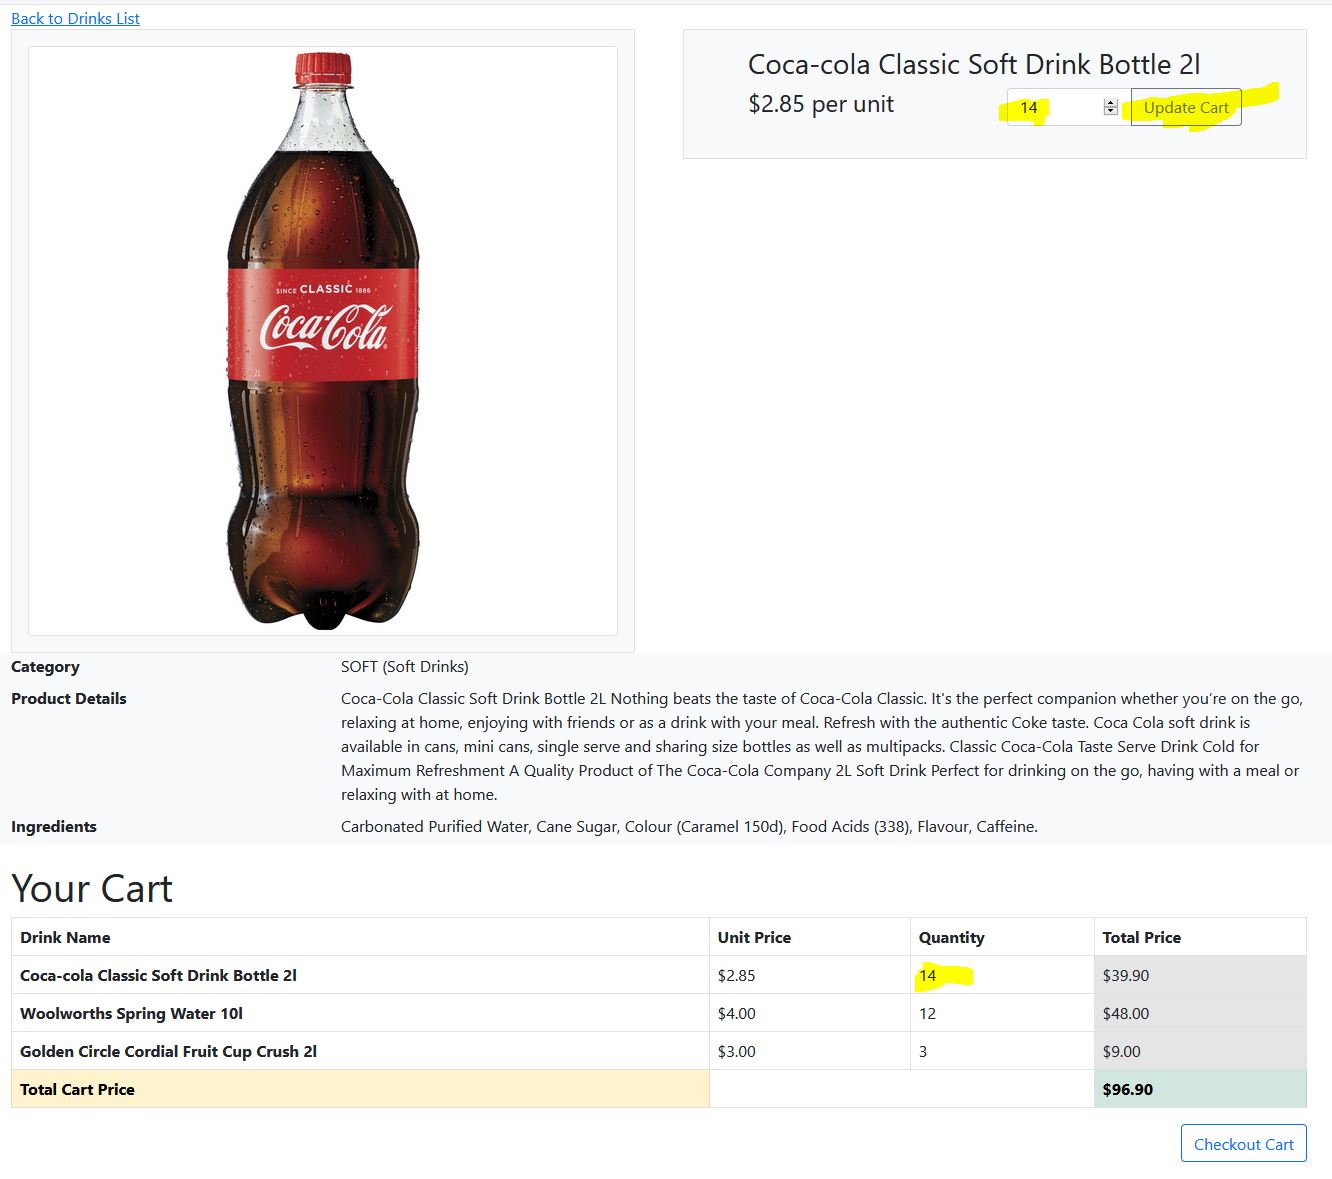 Back to Drinks List
SINCE CLASSIC 1886
Coca-Cola
2L
Coca-cola Classic Soft Drink Bottle 2l
$2.85 per unit 14 Update Cart
Category SOFT (Soft Drinks)
Product Details Coca-Cola Classic Soft Drink Bottle 2L Nothing beats the taste of Coca-Cola Classic. It's the perfect companion whether you’re on the go,
relaxing at home, enjoying with friends or as a drink with your meal. Refresh with the authentic Coke taste. Coca Cola soft drink is
available in cans, mini cans, single serve and sharing size bottles as well as multipacks. Classic Coca-Cola Taste Serve Drink Cold for
Maximum Refreshment A Quality Product of The Coca-Cola Company 2L Soft Drink Perfect for drinking on the go, having with a meal or
relaxing with at home.
Ingredients Carbonated Purified Water, Cane Sugar, Colour (Caramel 150d), Food Acids (338), Flavour, Caffeine.
Your Cart
Drink Name Unit Price Quantity Total Price
Coca-cola Classic Soft Drink Bottle 2l $2.85 14 $39.90
Woolworths Spring Water 10l $4.00 12 $48.00
Golden Circle Cordial Fruit Cup Crush 2l $3.00 3 $9.00
Total Cart Price $96.90
Checkout Cart